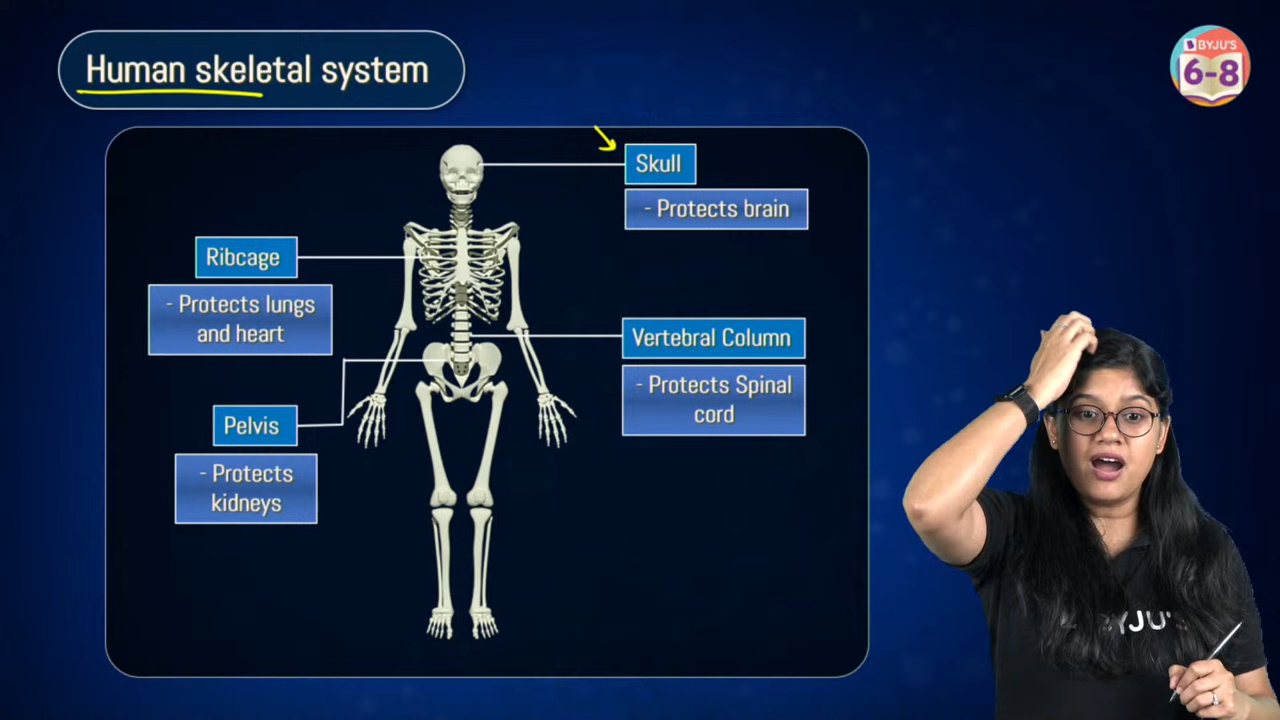 Human skeletal system
BYJU'S
6-8
Skull
- Protects brain
Ribcage
- Protects lungs
and heart
Vertebral Column
- Protects Spinal
cord
Pelvis
- Protects
kidneys
BYJU'S